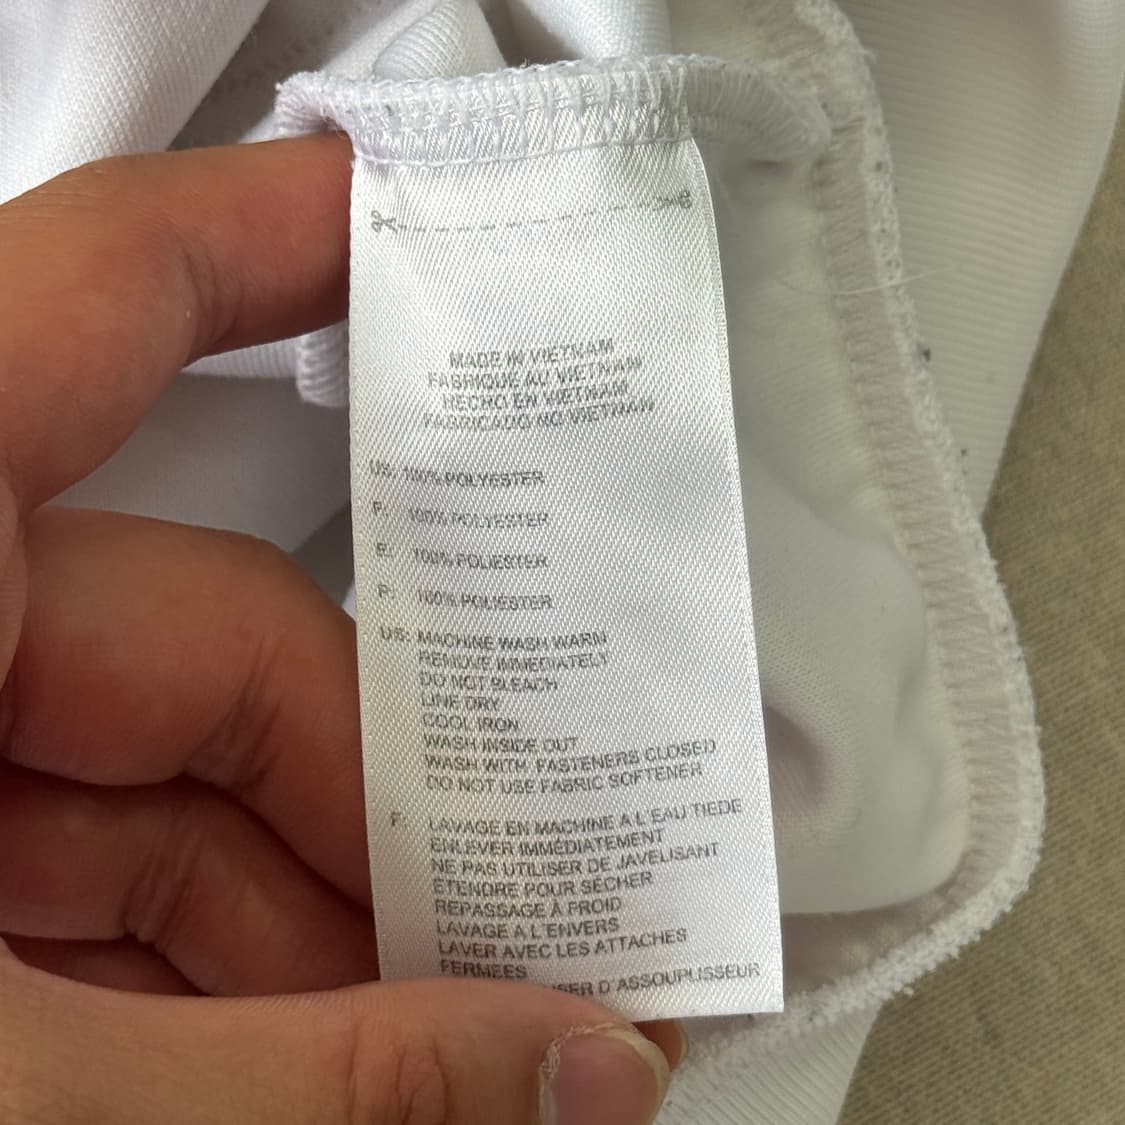 MADE IN VIETNAM
FABRIQUE AU VIETNAM
HECHO EN VIETNAM
FABRICADO NO VIETNAM
US: 100% POLYESTER
F: 100% POLYESTER
E: 100% POLIESTER
P: 100% POLIESTER
US: MACHINE WASH WARM
REMOVE IMMEDIATELY
DO NOT BLEACH
LINE DRY
COOL IRON
WASH INSIDE OUT
WASH WITH FASTENERS CLOSED
DO NOT USE FABRIC SOFTENER
F: LAVAGE EN MACHINE A L'EAU TIEDE
ENLEVER IMMÉDIATEMENT
NE PAS UTILISER DE JAVELISANT
ÉTENDRE POUR SÉCHER
REPASSAGE À FROID
LAVAGE A L'ENVERS
LAVER AVEC LES ATTACHES
FERMEES
D'ASSOUPLISSEUR